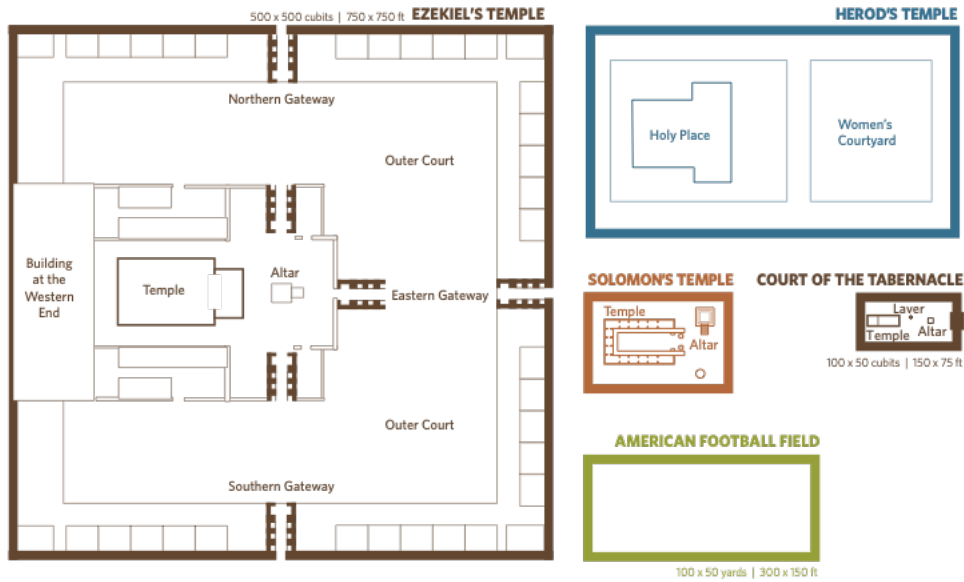 500 x 500 cubits | 750 x 750 ft EZEKIEL'S TEMPLE
Northern Gateway
Outer Court
Building
at the
Western
End
Temple
Altar
Eastern Gateway
Outer Court
Southern Gateway
HEROD'S TEMPLE
Holy Place
Women's
Courtyard
SOLOMON'S TEMPLE
Temple
Altar
COURT OF THE TABERNACLE
Laver
Temple
Altar
100 x 50 cubits | 150 x 75 ft
AMERICAN FOOTBALL FIELD
100 x 50 yards | 300 x 150 ft